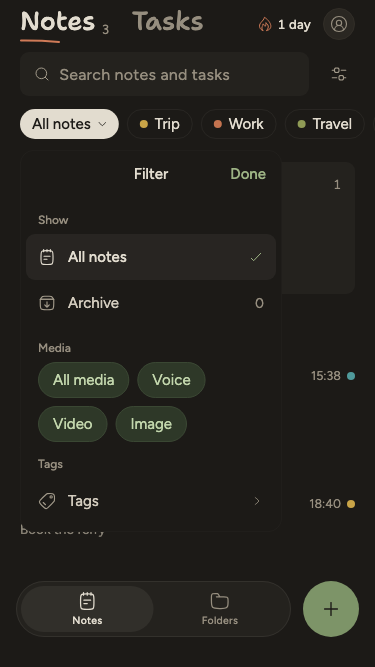 Notes 3 Tasks 1 day
Search notes and tasks
All notes Trip Work Travel
Filter Done
1
Show
All notes
Archive 0
Media
All media Voice
15:38
Video Image
Tags
Tags
18:40
book the ferry
Notes Folders